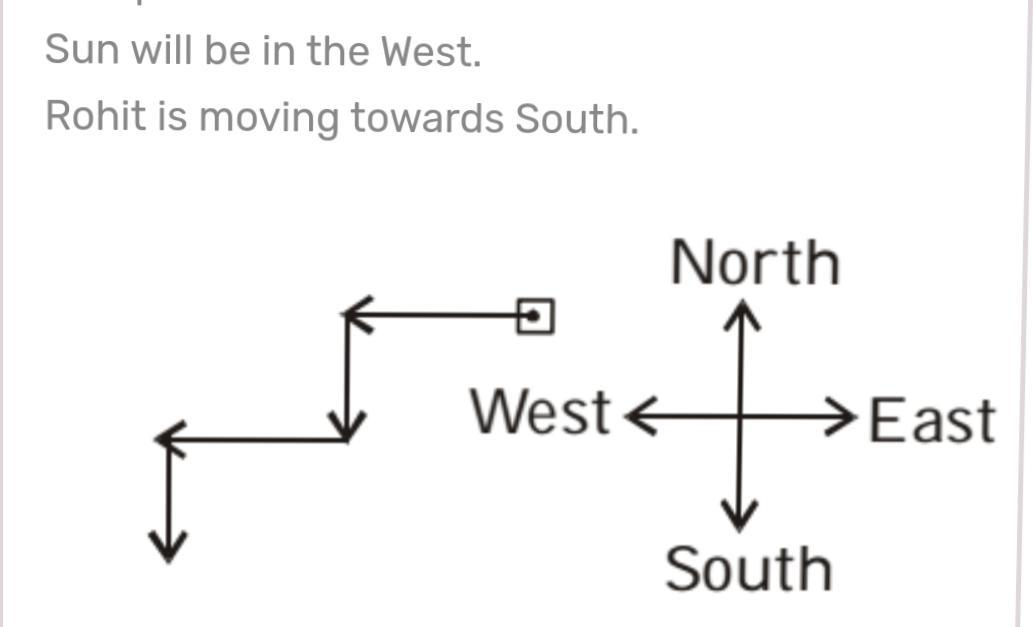 Sun will be in the West.
Rohit is moving towards South.
North
West
East
South